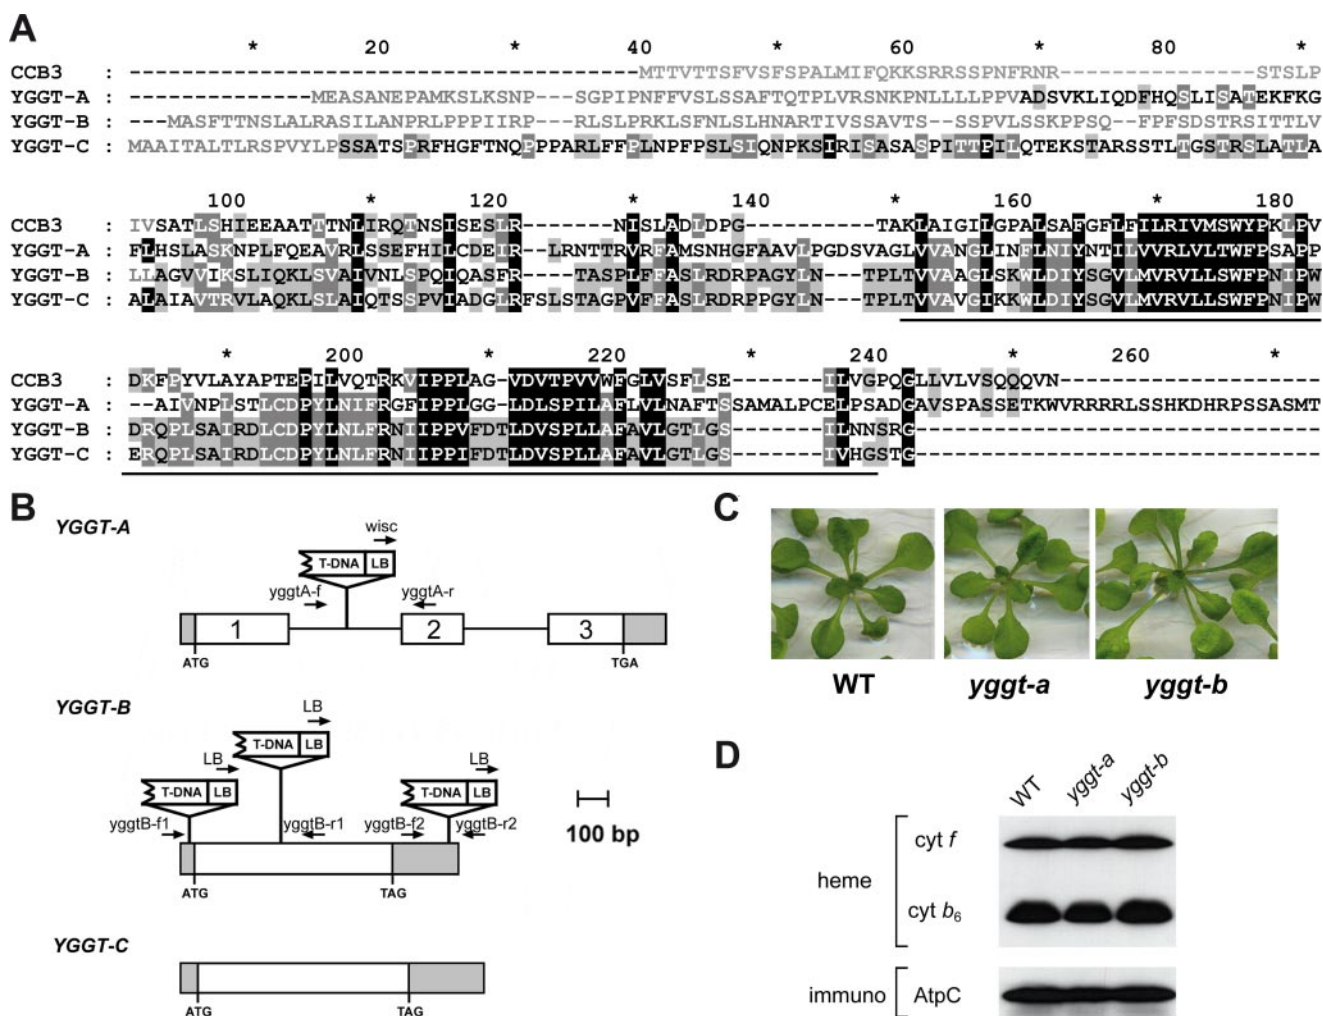 A
* 20 * 40 * 60 * 80 *
CCB3 : ---------------------------------------MTTVTTSFVSFSPALMIFQKKSRRSSPNFRNR---------------STSLP
YGGT-A : --------------MEASANEPAMKSLKSNP---SGPIPNFFVSLSSAFTQTPLVRSNKPNLLLLPPVADSVKLIQDFHQSLISATEKFKG
YGGT-B : ---MASFTTNSLALRASILANPRLPPPIIRP---RLSLPRKLSFNLSLHNARTIVSSAVTS--SSPVLSSKPPSQ--FPFSDSTRSITTLV
YGGT-C : MAAITALTLRSPVYLPSSATSPRFHGFTNQPPPARLFFPLNPFPSLSIQNPKSIRISASASPITTPILQTEKSTARSSTLTGSTRSLATLA
100 * 120 * 140 * 160 * 180
CCB3 : IVSATLSHIEEAATTTTNLIRQTNSISESLR-------NISLADLDPG--------TAKLAIGILGPALSAFGFLFILRIVMSWYPKLPV
YGGT-A : FLHSLASKNPLFQEAVRLSSEFHILCDEIR--LRNTTRVRFAMSNHGFAAVLPGDSVAGLVVANGLINFLNIYNTILVVRLVLTWFPSAPP
YGGT-B : LLAGVVIKSLIQKLSVAIVNLSPQIQASFR----TASPLFFASLRDRPAGYLN---TPLTVVAAGLSKWLDIYSGVLMVRVLLSWFPNIPW
YGGT-C : ALAIAVTRVLAQKLSLAIQTSSPVIADGLRFSLSTAGPVFFASLRDRPPGYLN---TPLTVVAVGIKKWLDIYSGVLMVRVLLSWFPNIPW
* 200 * 220 * 240 * 260 *
CCB3 : DKFPYVLAYAPTEPILVQTRKVIPPLAG-VDVTPVVWFGLVSFLSE-------ILVGPQGLLVLVSQQQVN--------------------
YGGT-A : --AIVNPLSTLCDPYLNIFRGFIPPLGG-LDLSPILAFLVLNAFTSSAMALPCELPSADGAVSPASSETKWVRRRRLSSHKDHRPSSASMT
YGGT-B : DRQPLSAIRDLCDPYLNLFRNIIPPVFDTLDVSPLLAFAVLGTLGS-------ILNNSRG-------------------------------
YGGT-C : ERQPLSAIRDLCDPYLNLFRNIIPPIFDTLDVSPLLAFAVLGTLGS-------IVHGSTG-------------------------------
B
YGGT-A
wisc
T-DNA LB
yggtA-f yggtA-r
1 2 3
ATG TGA
YGGT-B
LB
T-DNA LB
LB LB
T-DNA LB T-DNA LB
yggtB-f1 yggtB-r1 yggtB-f2 yggtB-r2
ATG TAG
100 bp
YGGT-C
ATG TAG
C
WT yggt-a yggt-b
D
WT yggt-a yggt-b
heme
cyt f
cyt b6
immuno AtpC